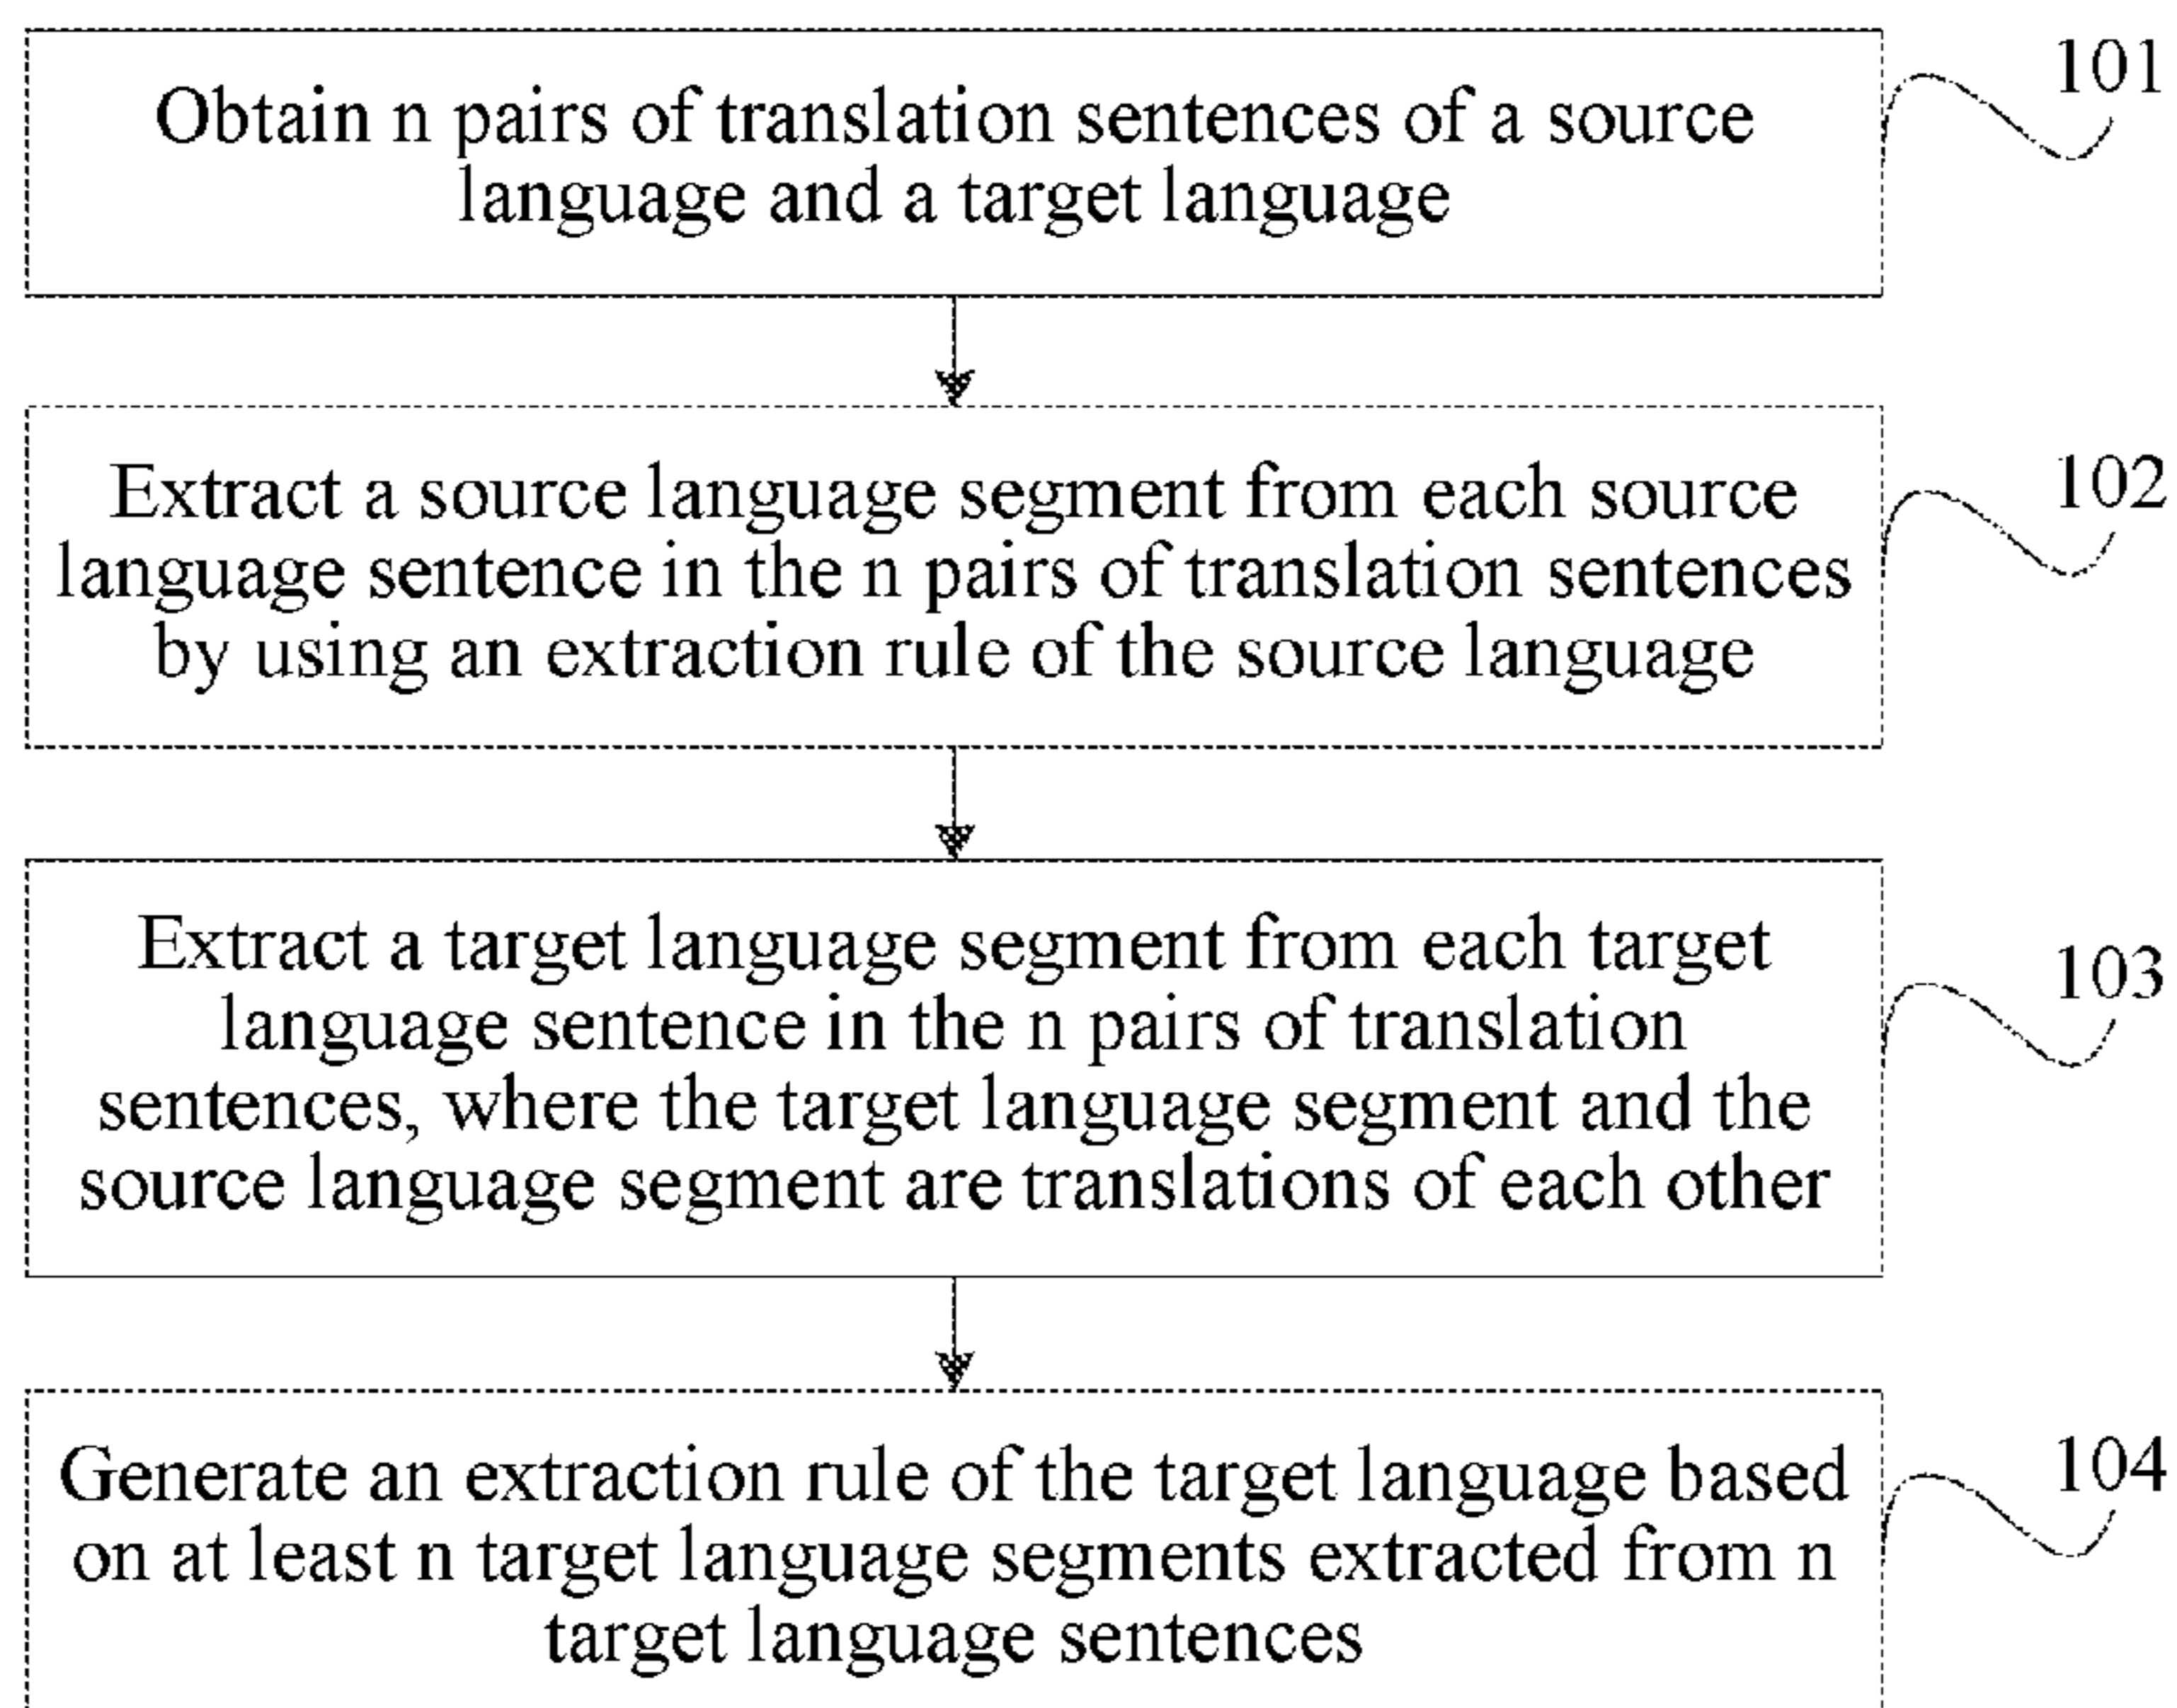 Obtain n pairs of translation sentences of a source
language and a target language
101
Extract a source language segment from each source
language sentence in the n pairs of translation sentences
by using an extraction rule of the source language
102
Extract a target language segment from each target
language sentence in the n pairs of translation
sentences, where the target language segment and the
source language segment are translations of each other
103
Generate an extraction rule of the target language based
on at least n target language segments extracted from n
target language sentences
104